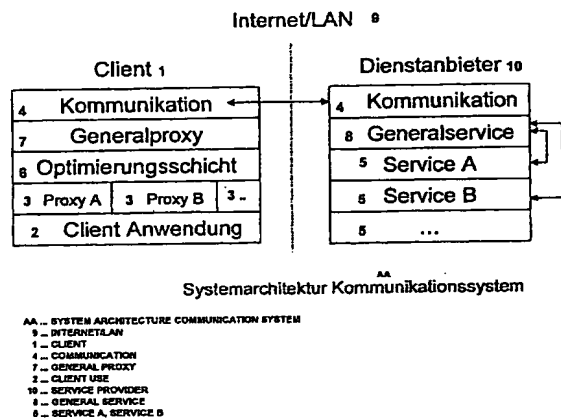 Internet/LAN 9
Client 1
4 Kommunikation
7 Generalproxy
6 Optimierungsschicht
3 Proxy A 3 Proxy B 3 ..
2 Client Anwendung
Dienstanbieter 10
4 Kommunikation
8 Generalservice
5 Service A
5 Service B
5 ...
AA
Systemarchitektur Kommunikationssystem
AA ... SYSTEM ARCHITECTURE COMMUNICATION SYSTEM
9 ... INTERNET/LAN
1 ... CLIENT
4 ... COMMUNICATION
7 ... GENERAL PROXY
2 ... CLIENT USE
10 ... SERVICE PROVIDER
8 ... GENERAL SERVICE
5 ... SERVICE A, SERVICE B